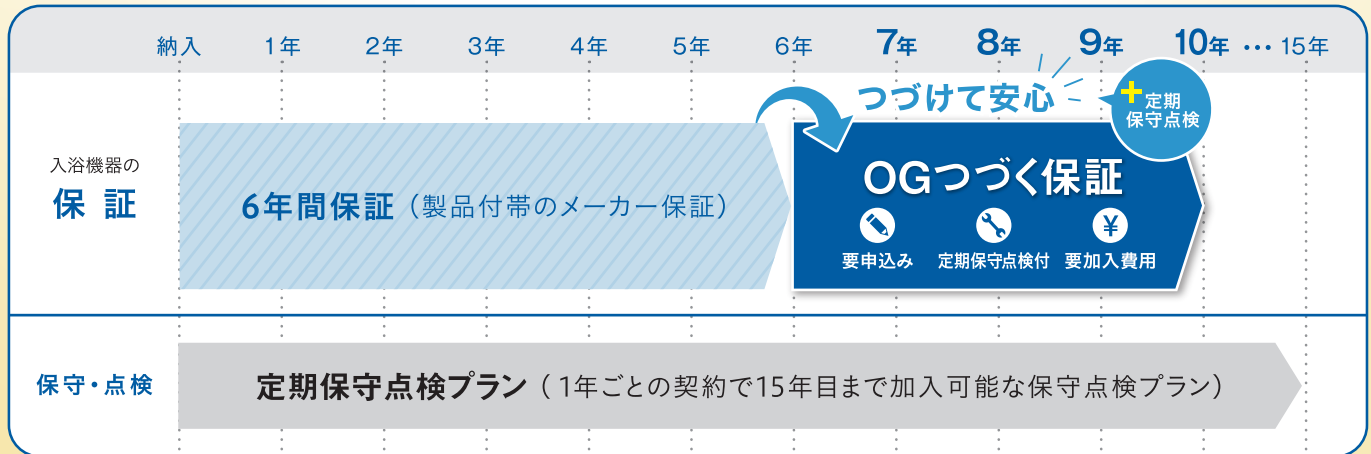 納入 1年 2年 3年 4年 5年 6年 7年 8年 9年 10年 … 15年
つづけて安心
+定期
保守点検
入浴機器の
保証
6年間保証（製品付帯のメーカー保証）
OGつづく保証
¥
要申込み 定期保守点検付 要加入費用
保守・点検
定期保守点検プラン（1年ごとの契約で15年目まで加入可能な保守点検プラン）